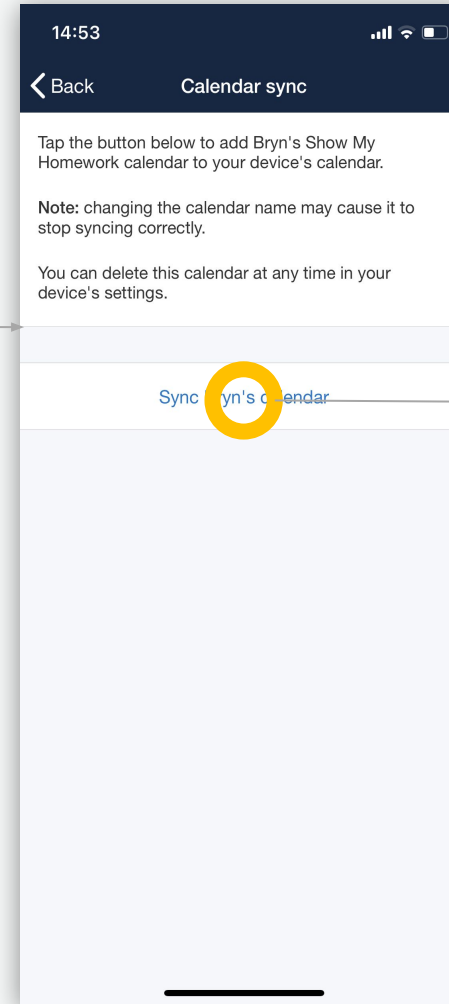 14:53
Back Calendar sync
Tap the button below to add Bryn's Show My
Homework calendar to your device's calendar.
Note: changing the calendar name may cause it to
stop syncing correctly.
You can delete this calendar at any time in your
device's settings.
Sync Bryn's calendar